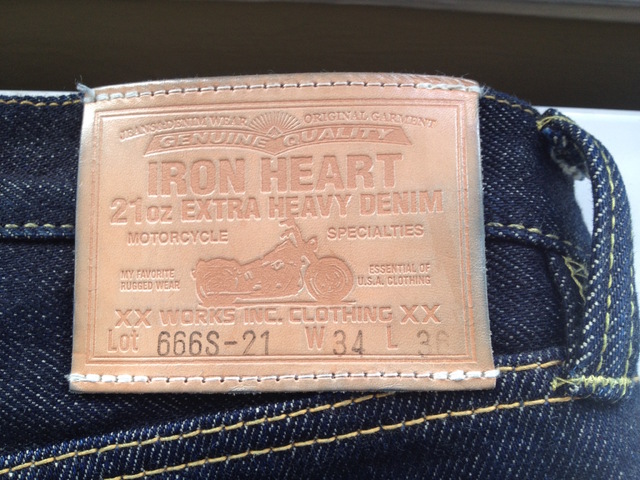 JEANS & DENIM WEAR ORIGINAL GARMENT
GENUINE QUALITY
IRON HEART
21oz EXTRA HEAVY DENIM
MOTORCYCLE SPECIALTIES
MY FAVORITE RUGGED WEAR
ESSENTIAL OF U.S.A. CLOTHING
XX WORKS INC. CLOTHING XX
Lot 666S-21 W 34 L 36